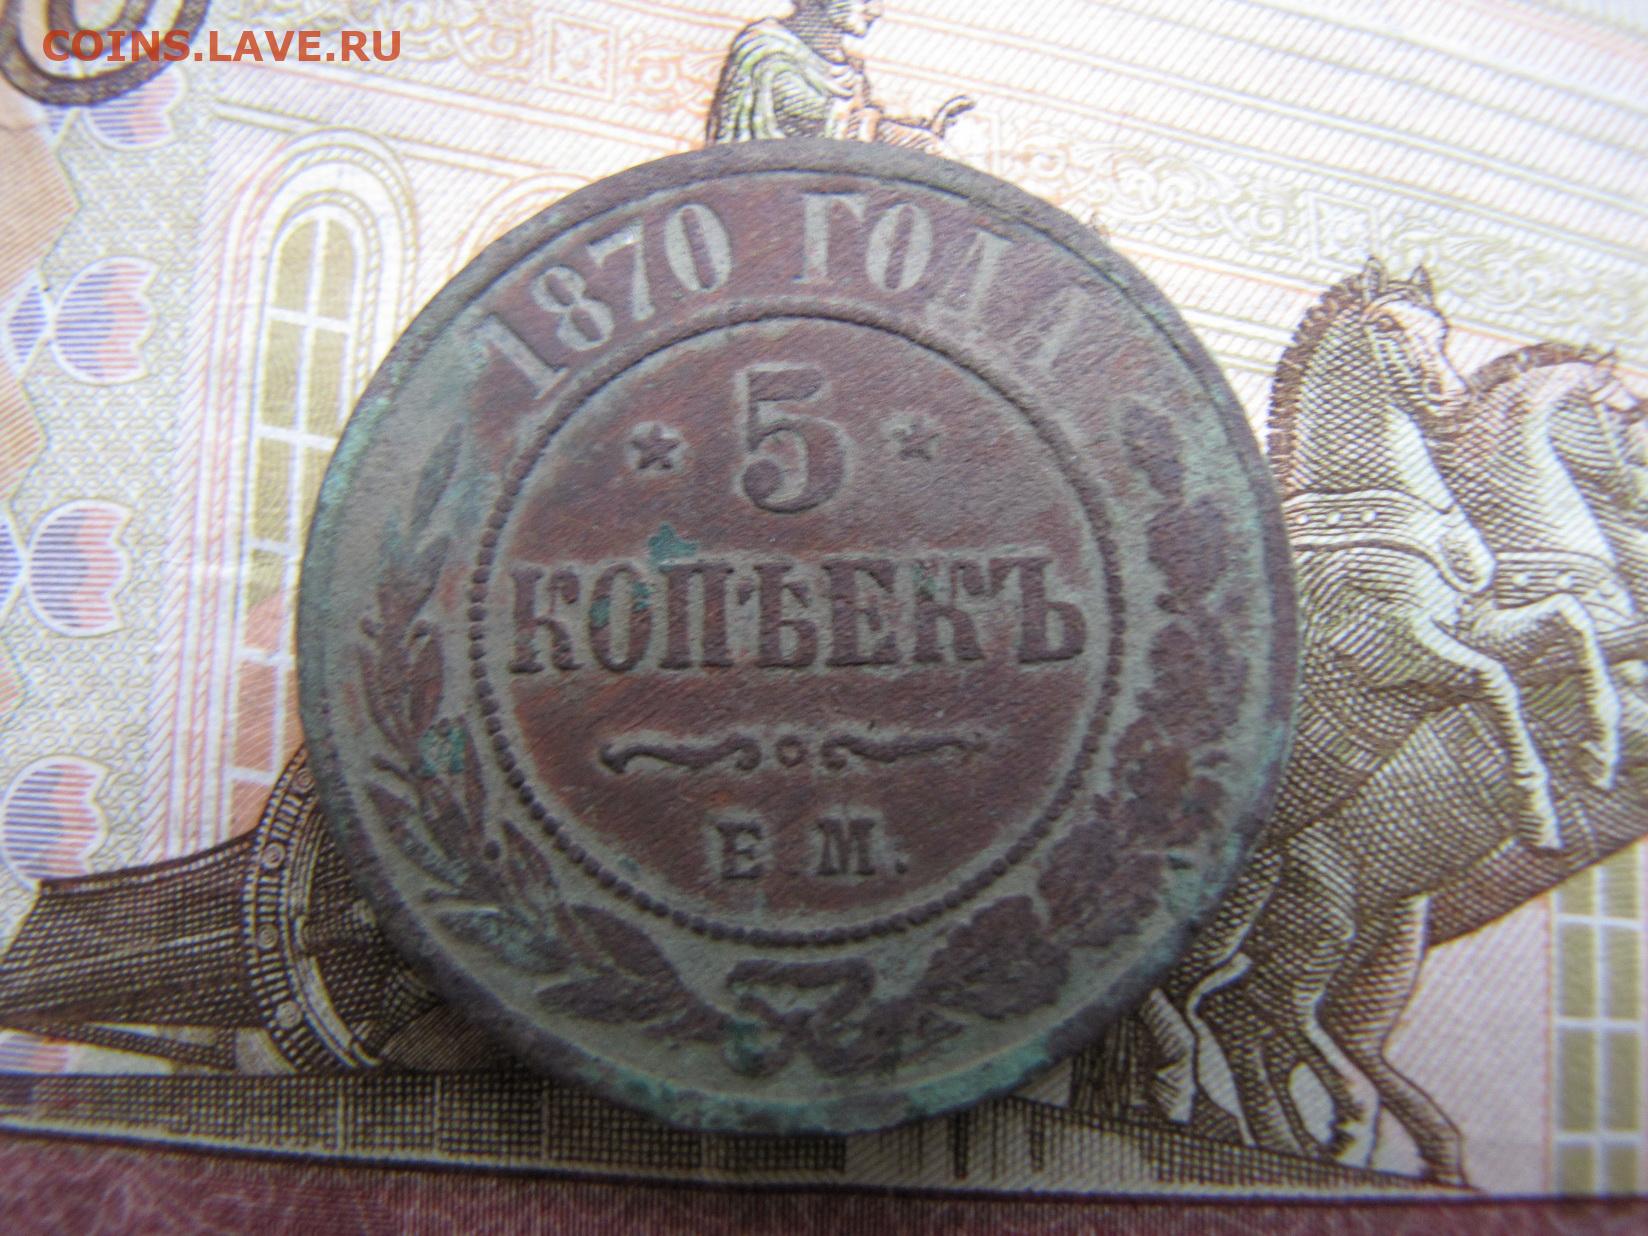 COINS.LAVE.RU
1870 ГОДА
5
КОПѢЕКЪ
Е.М.